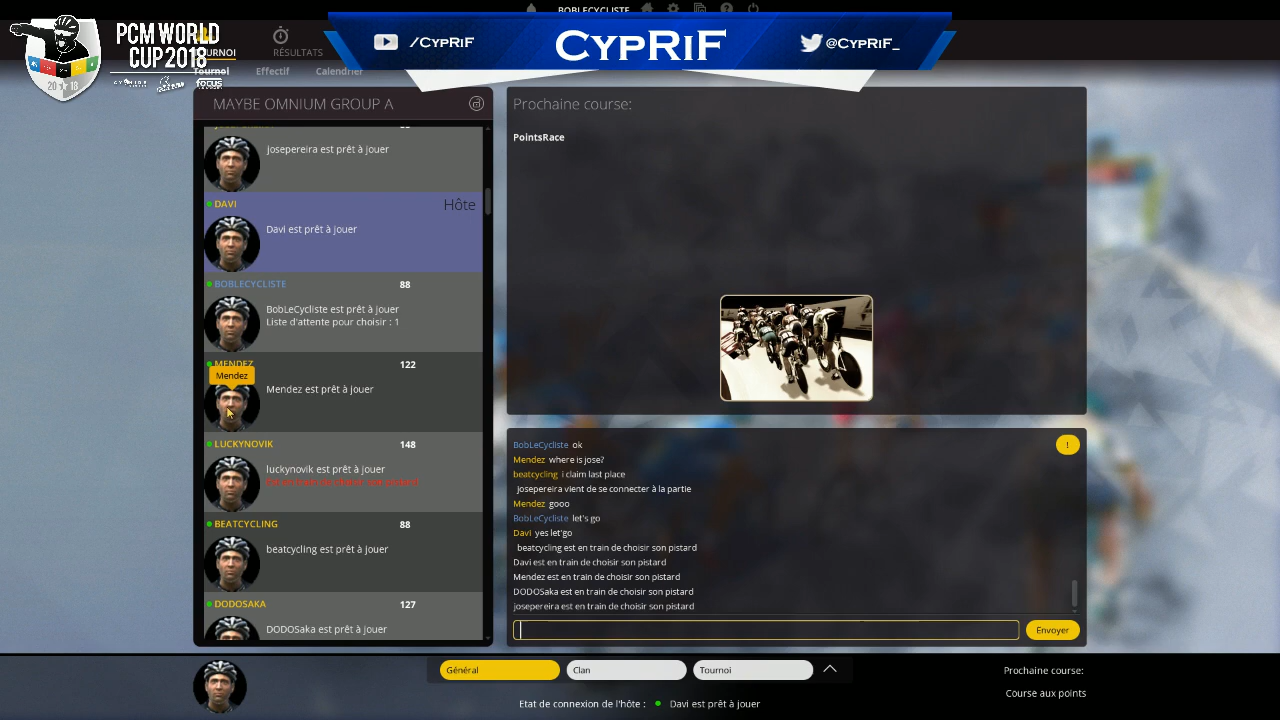 BOBLECYCLISTE
PCM WORLD
CUP 2018
20 18
FOCUS
/CypRiF
CypRiF
@CypRiF_
RÉSULTATS
Tournoi
Effectif
Calendrier
MAYBE OMNIUM GROUP A
josepereira est prêt à jouer
DAVI
Hôte
Davi est prêt à jouer
BOBLECYCLISTE
88
BobLeCycliste est prêt à jouer
Liste d'attente pour choisir : 1
MENDEZ
122
Mendez
Mendez est prêt à jouer
LUCKYNOVIK
148
luckynovik est prêt à jouer
BEATCYCLING
88
beatcycling est prêt à jouer
DODOSAKA
127
DODOSaka est prêt à jouer
Prochaine course:
PointsRace
BobLeCycliste ok
Mendez where is jose?
beatcycling i claim last place
josepereira vient de se connecter à la partie
Mendez gooo
BobLeCycliste let's go
Davi yes let'go
beatcycling est en train de choisir son pistard
Davi est en train de choisir son pistard
Mendez est en train de choisir son pistard
DODOSaka est en train de choisir son pistard
josepereira est en train de choisir son pistard
!
Envoyer
Général
Clan
Tournoi
Etat de connexion de l'hôte :
Davi est prêt à jouer
Prochaine course:
Course aux points